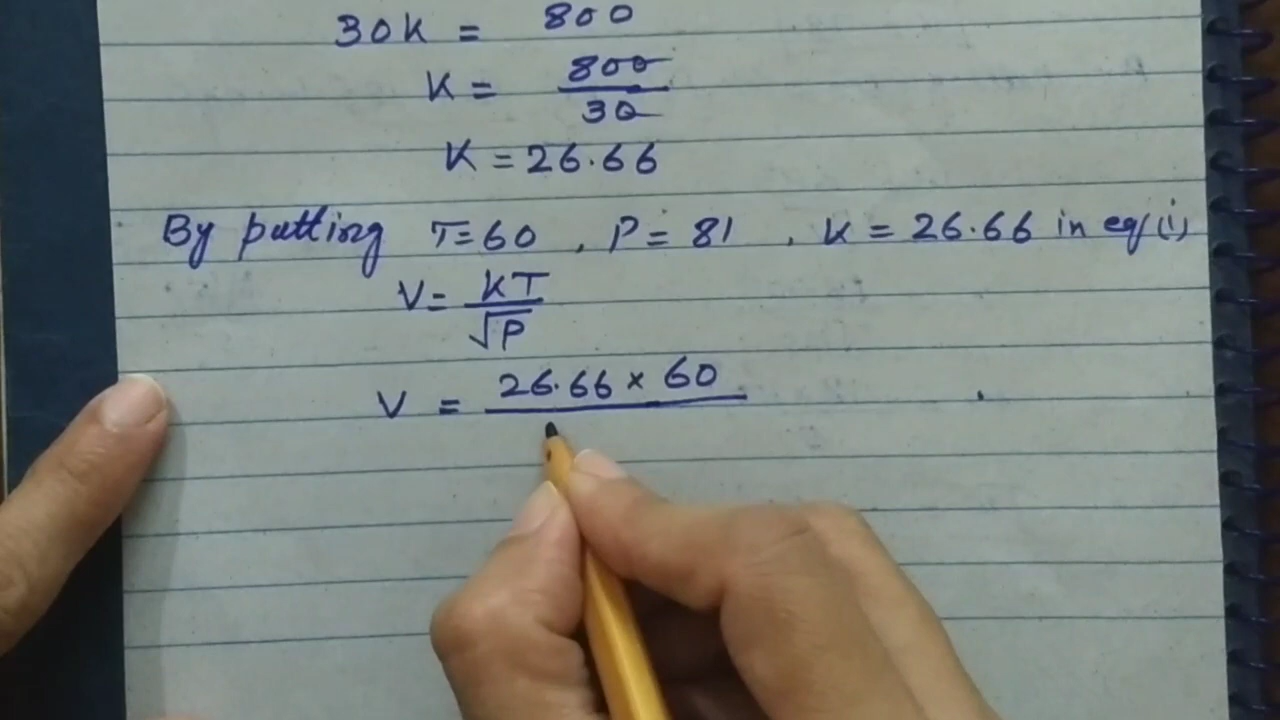 30K = 800
K = 800/30
K = 26.66
By putting T=60 , P = 81 , K = 26.66 in eq(i)
V = KT/√P
V = 26.66 × 60